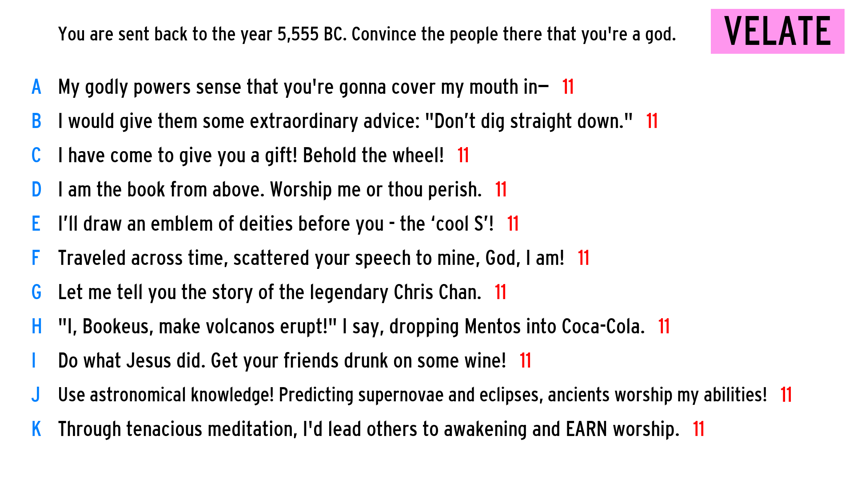 You are sent back to the year 5,555 BC. Convince the people there that you're a god.
VELATE
A My godly powers sense that you're gonna cover my mouth in— 11
B I would give them some extraordinary advice: "Don’t dig straight down." 11
C I have come to give you a gift! Behold the wheel! 11
D I am the book from above. Worship me or thou perish. 11
E I’ll draw an emblem of deities before you - the ‘cool S’! 11
F Traveled across time, scattered your speech to mine, God, I am! 11
G Let me tell you the story of the legendary Chris Chan. 11
H "I, Bookeus, make volcanos erupt!" I say, dropping Mentos into Coca-Cola. 11
I Do what Jesus did. Get your friends drunk on some wine! 11
J Use astronomical knowledge! Predicting supernovae and eclipses, ancients worship my abilities! 11
K Through tenacious meditation, I'd lead others to awakening and EARN worship. 11